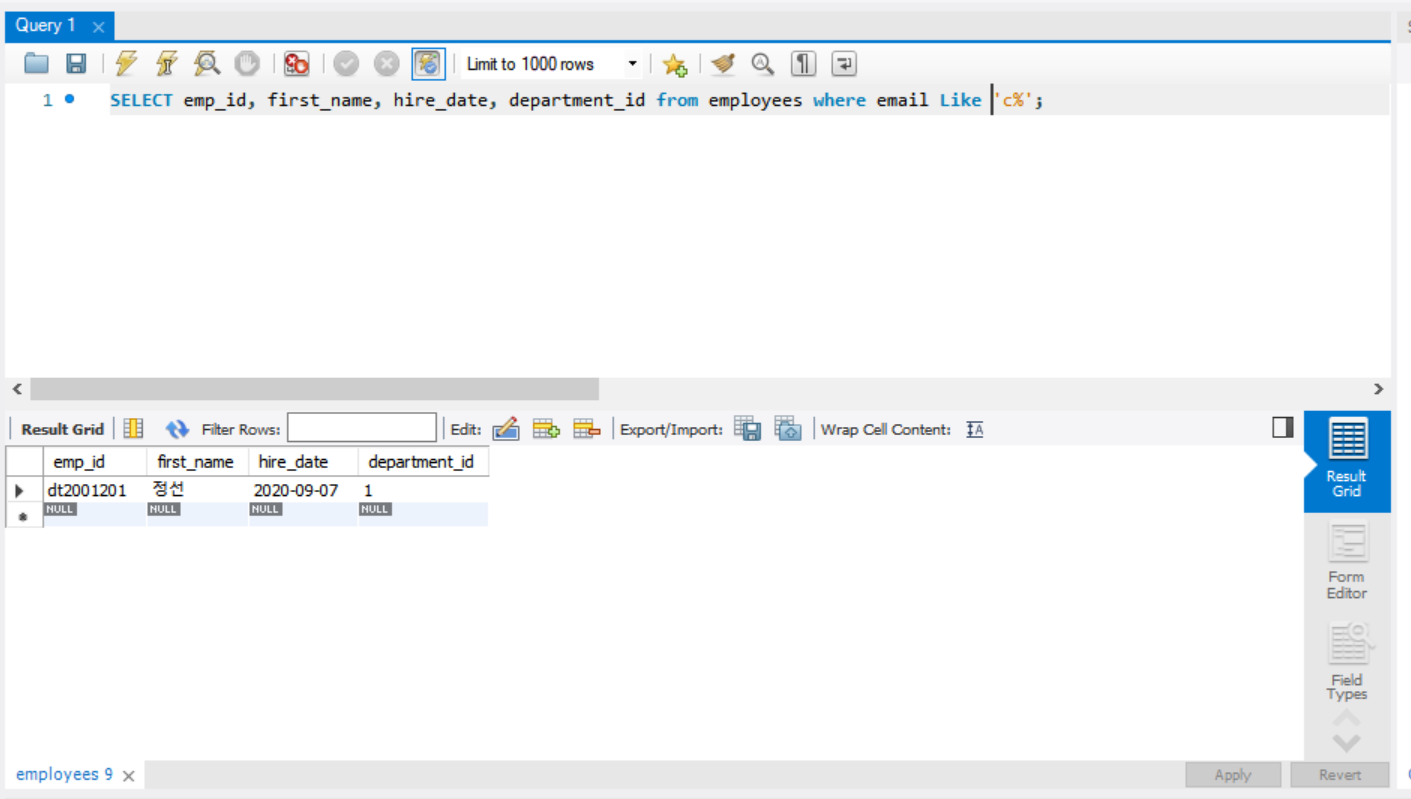 Query 1
Limit to 1000 rows
1 SELECT emp_id, first_name, hire_date, department_id from employees where email Like 'c%';
Result Grid Filter Rows: Edit: Export/Import: Wrap Cell Content:
emp_id first_name hire_date department_id
dt2001201 정선 2020-09-07 1
NULL NULL NULL NULL
Result
Grid
Form
Editor
Field
Types
employees 9
Apply Revert